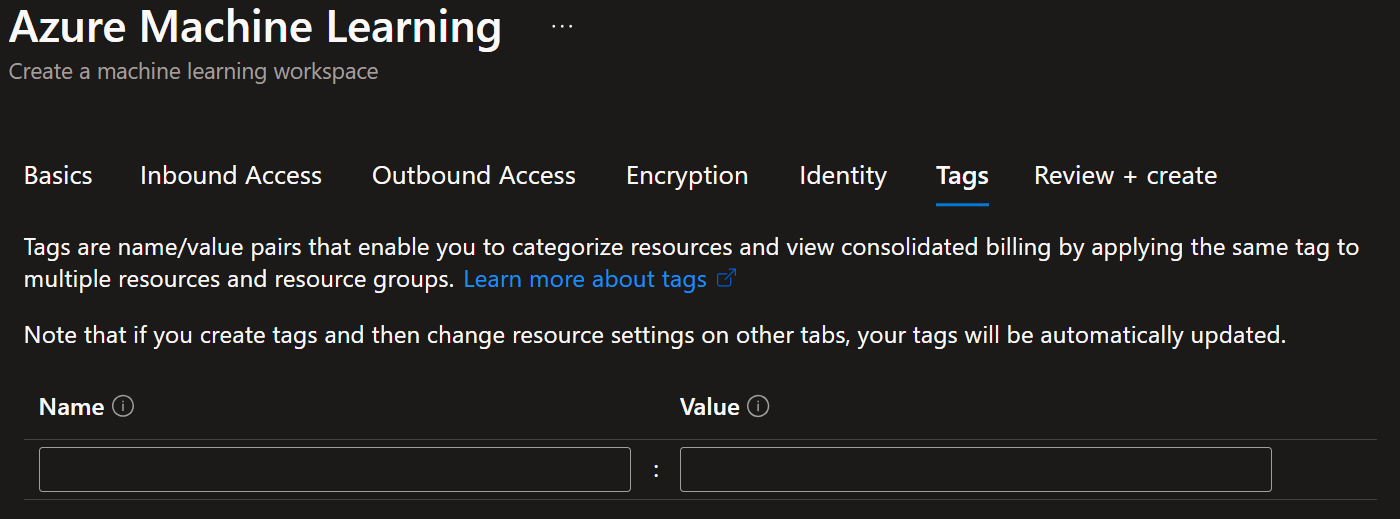 Azure Machine Learning ...
Create a machine learning workspace
Basics Inbound Access Outbound Access Encryption Identity Tags Review + create
Tags are name/value pairs that enable you to categorize resources and view consolidated billing by applying the same tag to
multiple resources and resource groups. Learn more about tags
Note that if you create tags and then change resource settings on other tabs, your tags will be automatically updated.
Name Value
: